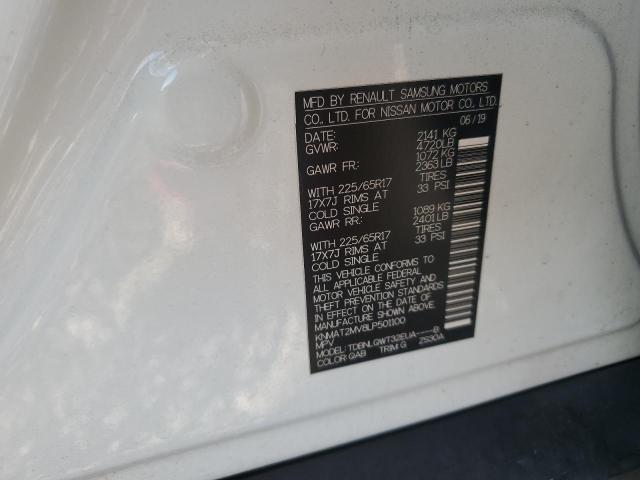 MFD BY RENAULT SAMSUNG MOTORS
CO., LTD. FOR NISSAN MOTOR CO., LTD.
DATE: 06/19
GVWR: 2141 KG
4720LB
GAWR FR: 1072 KG
2363LB
WITH 225/65R17 TIRES
17X7J RIMS AT 33 PSI
COLD SINGLE
GAWR RR: 1089 KG
2401LB
WITH 225/65R17 TIRES
17X7J RIMS AT 33 PSI
COLD SINGLE
THIS VEHICLE CONFORMS TO
ALL APPLICABLE FEDERAL
MOTOR VEHICLE SAFETY AND
THEFT PREVENTION STANDARDS
IN EFFECT ON THE DATE OF
MANUFACTURE SHOWN ABOVE.
KNMAT2MV8LP501100
MPV
MODEL: TDBNLQWT32EUA----B
COLOR: QAB TRIM: G Z530A